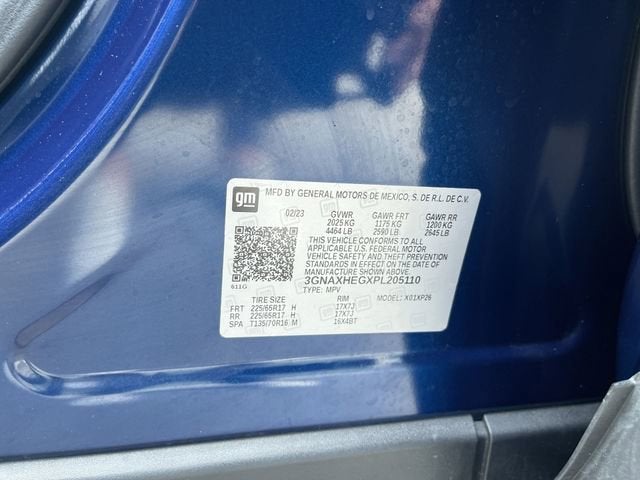 gm
MFD BY GENERAL MOTORS DE MEXICO, S. DE R.L. DE C.V.
02/23 GVWR GAWR FRT GAWR RR
2025 KG 1175 KG 1200 KG
4464 LB 2590 LB 2645 LB
THIS VEHICLE CONFORMS TO ALL
APPLICABLE U.S. FEDERAL MOTOR
VEHICLE SAFETY AND THEFT PREVENTION
STANDARDS IN EFFECT ON THE DATE OF
MANUFACTURE SHOWN ABOVE.
611G 3GNAXHEGXPL205110
TYPE: MPV MODEL: X01XP26
TIRE SIZE RIM
FRT 225/65R17 H 17X7J
RR 225/65R17 H 17X7J
SPA T135/70R16 M 16X4BT